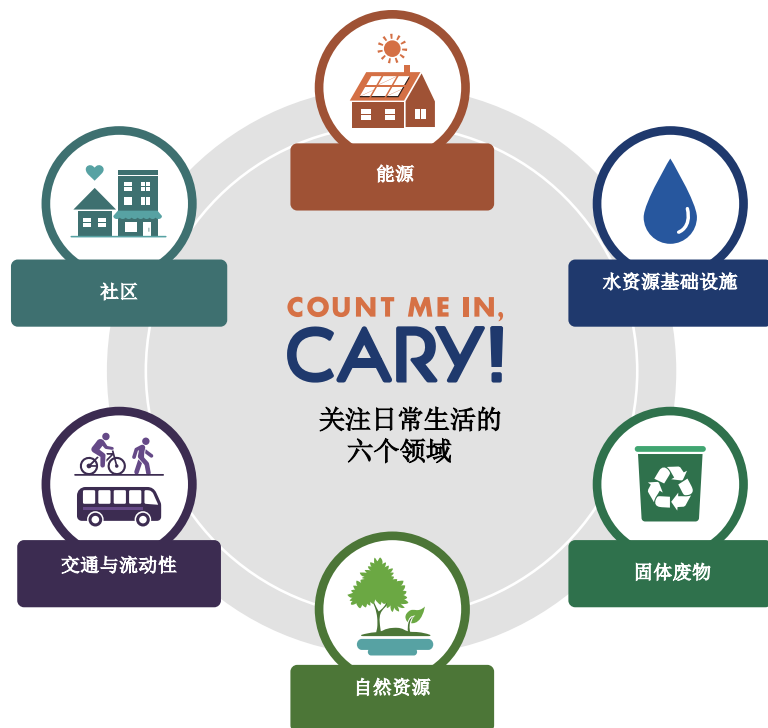 能源
社区
水资源基础设施
COUNT ME IN,
CARY!
关注日常生活的
六个领域
交通与流动性
固体废物
自然资源